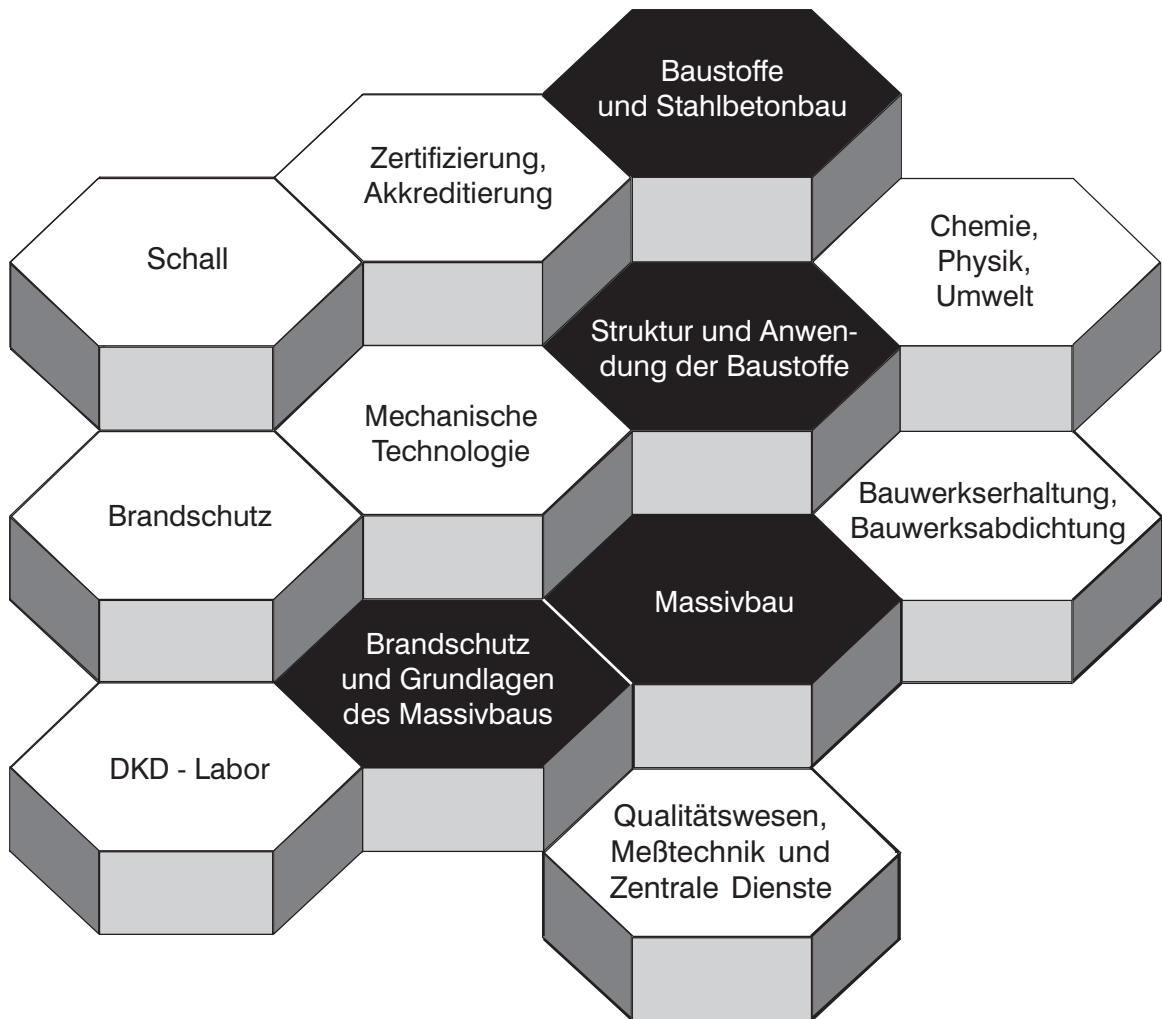 Baustoffe
und Stahlbetonbau
Zertifizierung,
Akkreditierung
Schall
Chemie,
Physik,
Umwelt
Struktur und Anwen-
dung der Baustoffe
Mechanische
Technologie
Brandschutz
Bauwerkserhaltung,
Bauwerksabdichtung
Massivbau
Brandschutz
und Grundlagen
des Massivbaus
DKD - Labor
Qualitätswesen,
Meßtechnik und
Zentrale Dienste